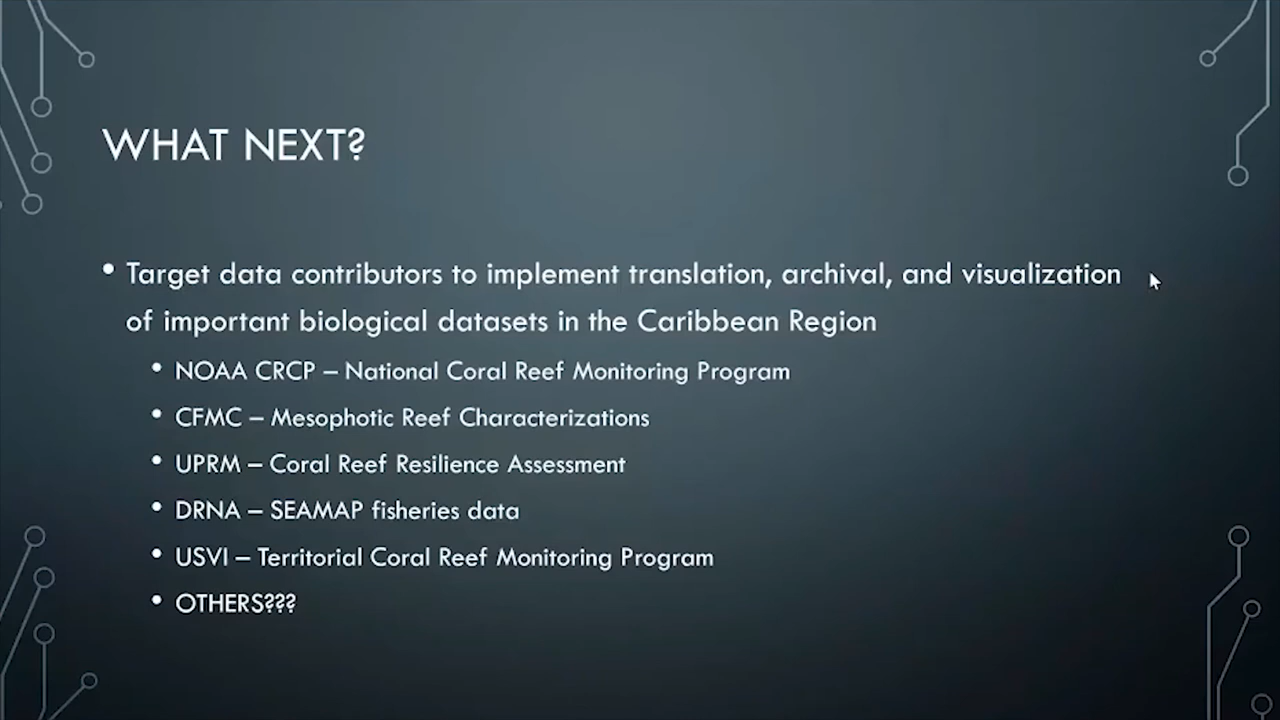 WHAT NEXT?
• Target data contributors to implement translation, archival, and visualization
of important biological datasets in the Caribbean Region
• NOAA CRCP – National Coral Reef Monitoring Program
• CFMC – Mesophotic Reef Characterizations
• UPRM – Coral Reef Resilience Assessment
• DRNA – SEAMAP fisheries data
• USVI – Territorial Coral Reef Monitoring Program
• OTHERS???